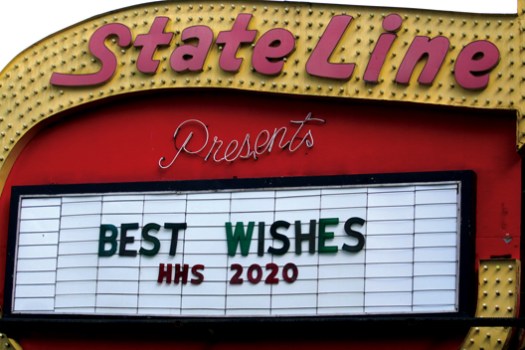 State Line
Presents
BEST WISHES
HHS 2020